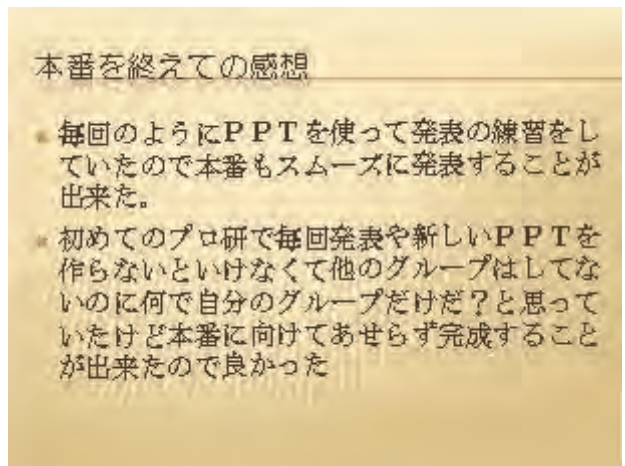 本番を終えての感想
毎回のようにＰＰＴを使って発表の練習をし
ていたので本番もスムーズに発表することが
出来た。
初めてのプロ研で毎回発表や新しいＰＰＴを
作らないといけなくて他のグループはしてな
いのに何で自分のグループだけだ？と思って
いたけど本番に向けてあせらず完成すること
が出来たので良かった